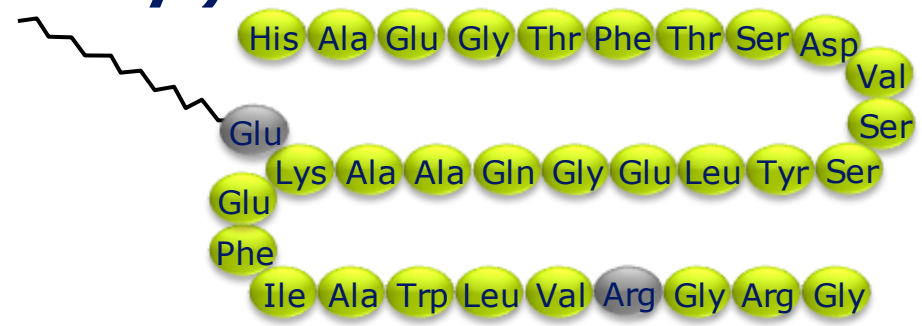 His Ala Glu Gly Thr Phe Thr Ser Asp
Val
Ser
Glu
Lys Ala Ala Gln Gly Glu Leu Tyr Ser
Glu
Phe
Ile Ala Trp Leu Val Arg Gly Arg Gly